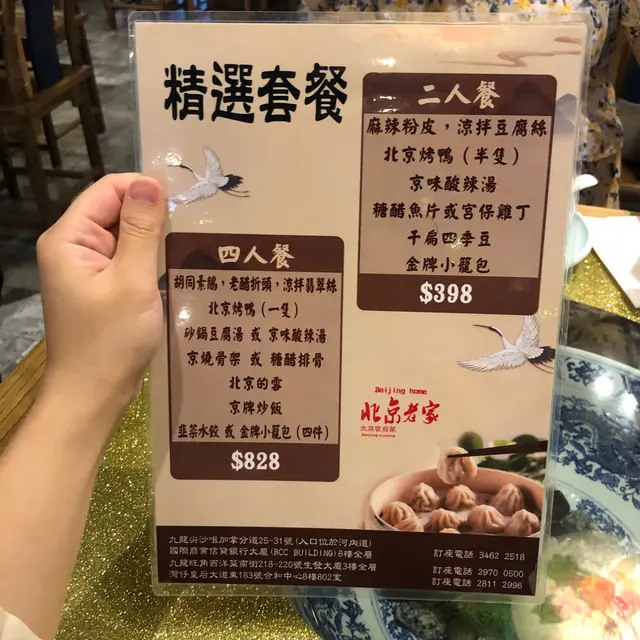 精選套餐
二人餐
麻辣粉皮，涼拌豆腐絲
北京烤鴨（半隻）
京味酸辣湯
糖醋魚片或宮保雞丁
干扁四季豆
金牌小籠包
$398
四人餐
胡同素鵝，老醋折頭，涼拌翡翠絲
北京烤鴨（一隻）
砂鍋豆腐湯 或 京味酸辣湯
京燒骨架 或 糖醋排骨
北京的雲
京牌炒飯
韭菜水餃 或 金牌小籠包（四件）
$828
Beijing home
北京老家
北京省府菜
Beijing cuisine
九龍尖沙咀加拿分道25-31號(入口位於河內道)
國際商業信貸銀行大廈(BCC BUILDING)8樓全層
訂座電話 3462 2518
九龍旺角西洋菜南街218-220號生發大廈3樓全層
訂座電話 2970 0500
灣仔皇后大道東183號合和中心8樓802室
訂座電話 2811 2996